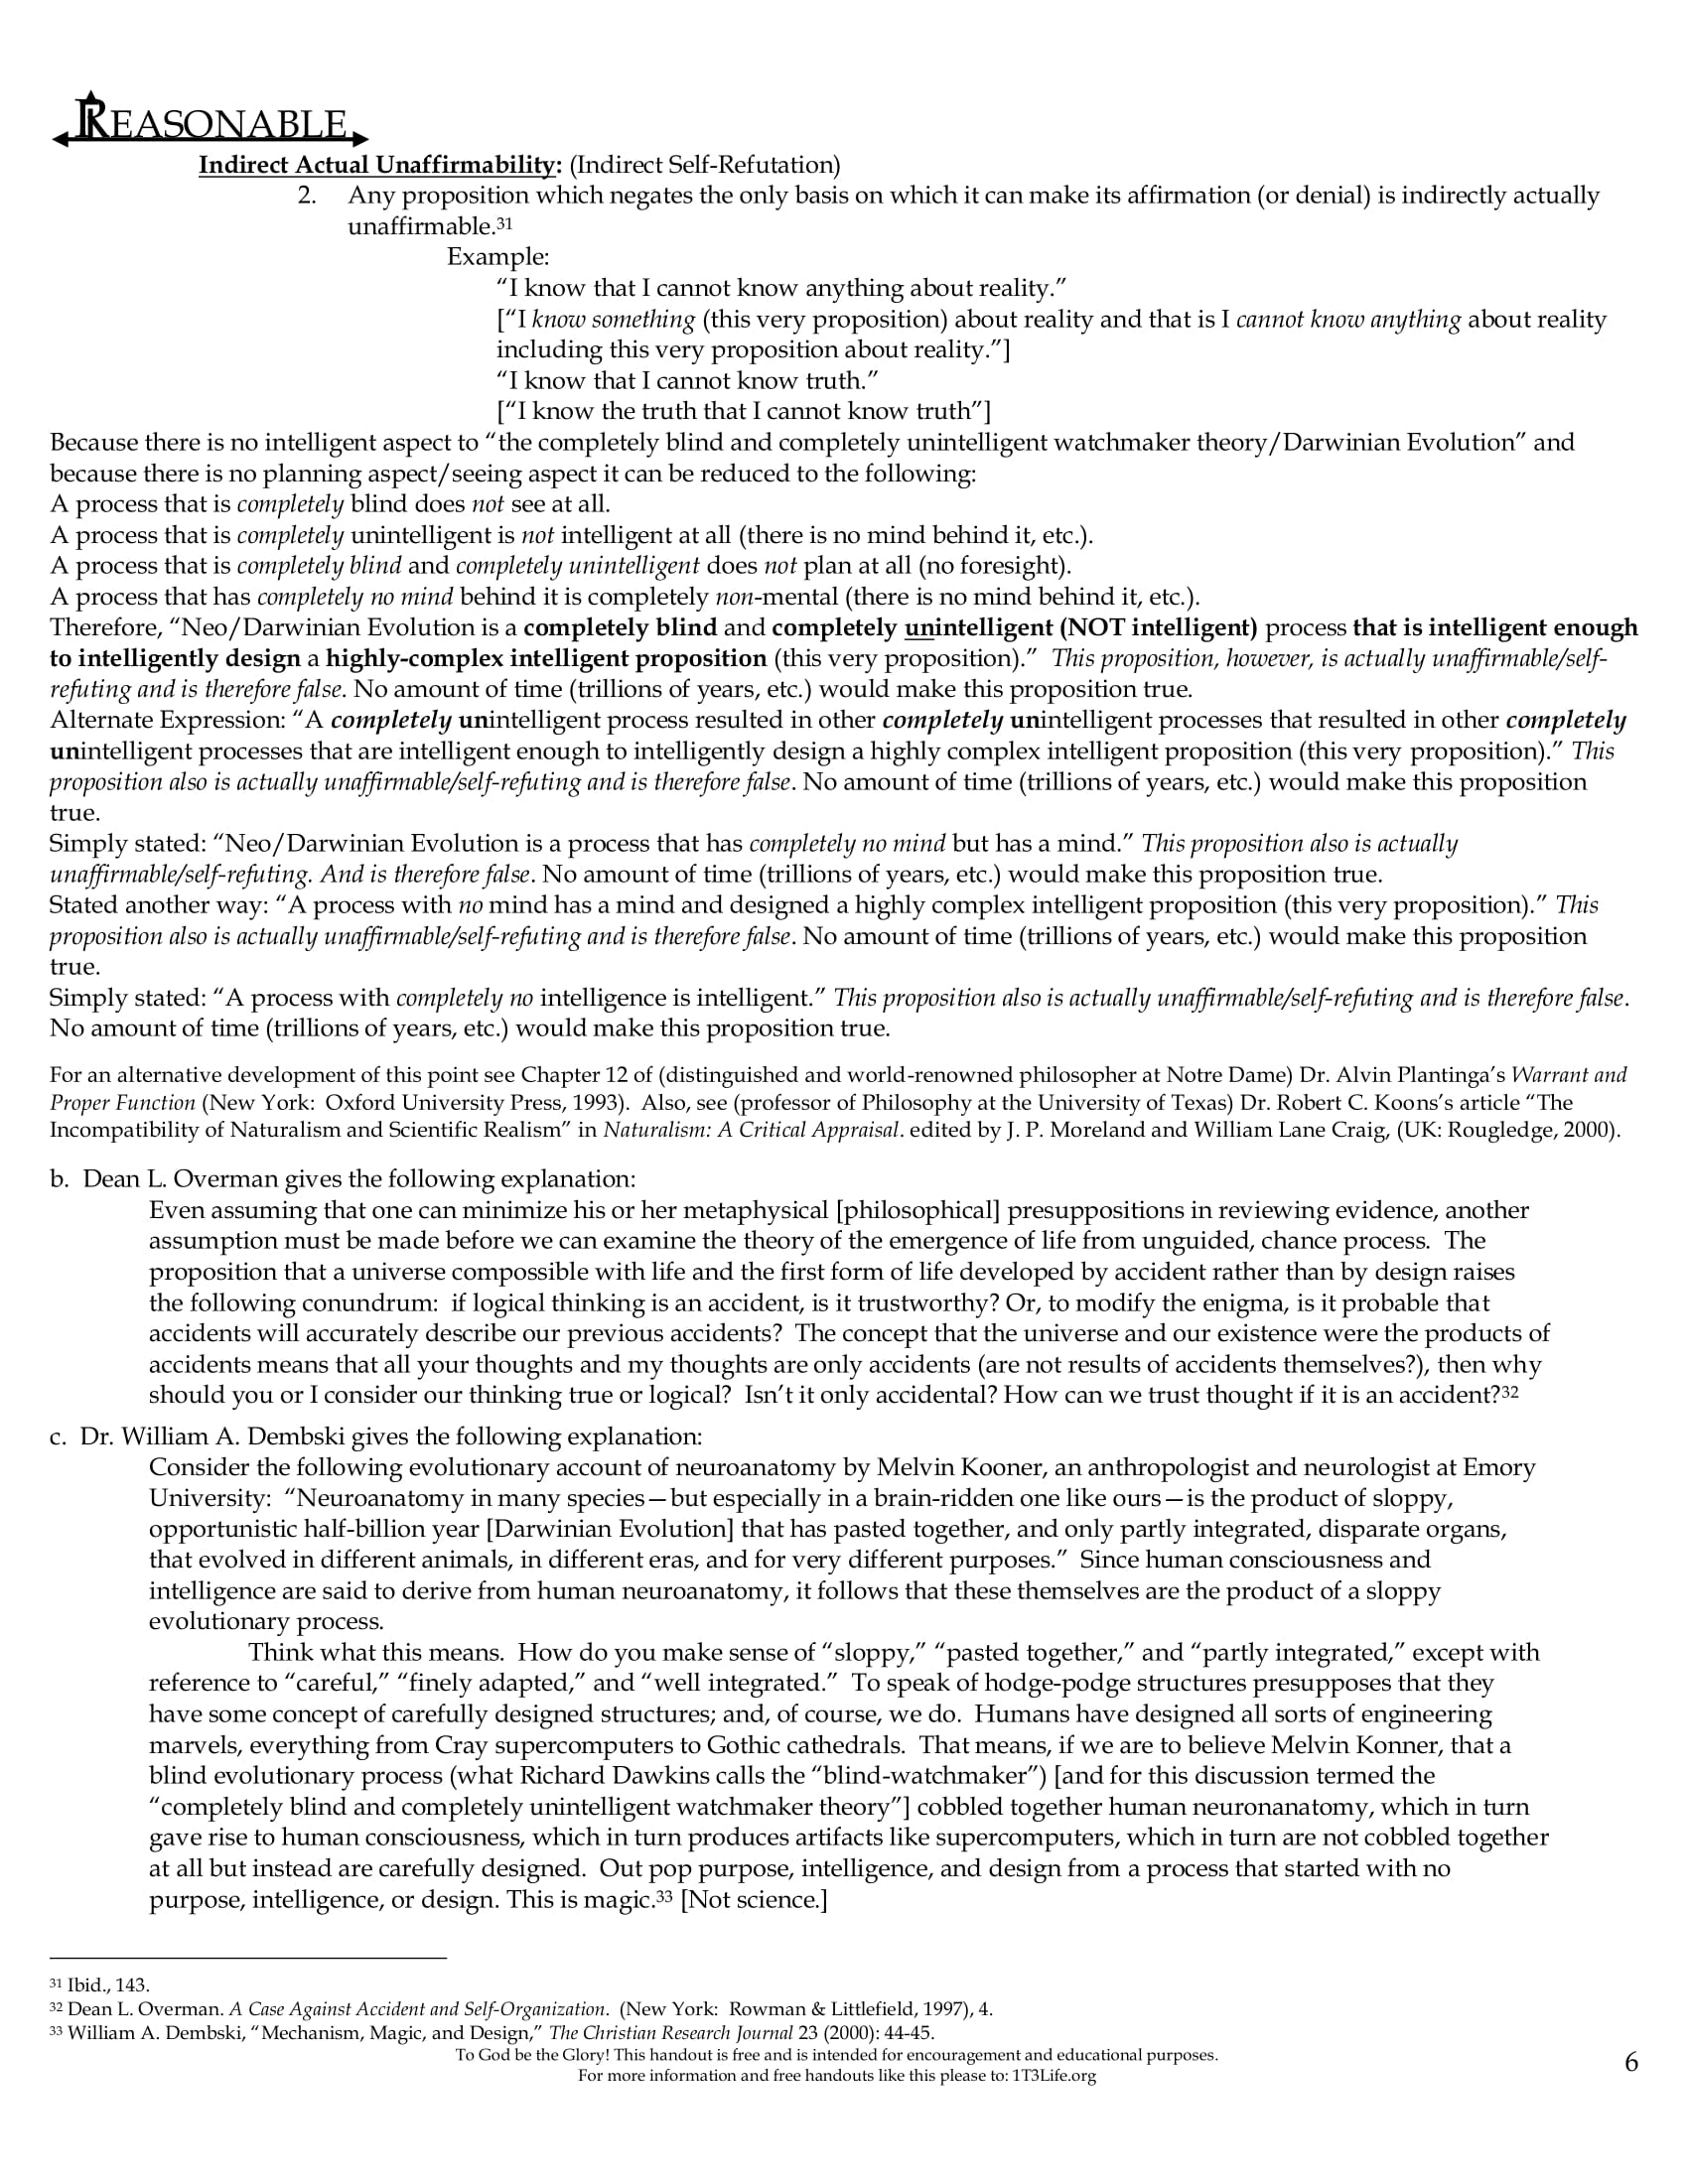 REASONABLE
Indirect Actual Unaffirmability: (Indirect Self-Refutation)
2. Any proposition which negates the only basis on which it can make its affirmation (or denial) is indirectly actually
unaffirmable.31
Example:
“I know that I cannot know anything about reality.”
[“I know something (this very proposition) about reality and that is I cannot know anything about reality
including this very proposition about reality.”]
“I know that I cannot know truth.”
[“I know the truth that I cannot know truth”]
Because there is no intelligent aspect to “the completely blind and completely unintelligent watchmaker theory/Darwinian Evolution” and
because there is no planning aspect/seeing aspect it can be reduced to the following:
A process that is completely blind does not see at all.
A process that is completely unintelligent is not intelligent at all (there is no mind behind it, etc.).
A process that is completely blind and completely unintelligent does not plan at all (no foresight).
A process that has completely no mind behind it is completely non-mental (there is no mind behind it, etc.).
Therefore, “Neo/Darwinian Evolution is a completely blind and completely unintelligent (NOT intelligent) process that is intelligent enough
to intelligently design a highly-complex intelligent proposition (this very proposition).” This proposition, however, is actually unaffirmable/self-
refuting and is therefore false. No amount of time (trillions of years, etc.) would make this proposition true.
Alternate Expression: “A completely unintelligent process resulted in other completely unintelligent processes that resulted in other completely
unintelligent processes that are intelligent enough to intelligently design a highly complex intelligent proposition (this very proposition).” This
proposition also is actually unaffirmable/self-refuting and is therefore false. No amount of time (trillions of years, etc.) would make this proposition
true.
Simply stated: “Neo/Darwinian Evolution is a process that has completely no mind but has a mind.” This proposition also is actually
unaffirmable/self-refuting. And is therefore false. No amount of time (trillions of years, etc.) would make this proposition true.
Stated another way: “A process with no mind has a mind and designed a highly complex intelligent proposition (this very proposition).” This
proposition also is actually unaffirmable/self-refuting and is therefore false. No amount of time (trillions of years, etc.) would make this proposition
true.
Simply stated: “A process with completely no intelligence is intelligent.” This proposition also is actually unaffirmable/self-refuting and is therefore false.
No amount of time (trillions of years, etc.) would make this proposition true.
For an alternative development of this point see Chapter 12 of (distinguished and world-renowned philosopher at Notre Dame) Dr. Alvin Plantinga’s Warrant and
Proper Function (New York: Oxford University Press, 1993). Also, see (professor of Philosophy at the University of Texas) Dr. Robert C. Koons’s article “The
Incompatibility of Naturalism and Scientific Realism” in Naturalism: A Critical Appraisal. edited by J. P. Moreland and William Lane Craig, (UK: Rougledge, 2000).
b. Dean L. Overman gives the following explanation:
Even assuming that one can minimize his or her metaphysical [philosophical] presuppositions in reviewing evidence, another
assumption must be made before we can examine the theory of the emergence of life from unguided, chance process. The
proposition that a universe compossible with life and the first form of life developed by accident rather than by design raises
the following conundrum: if logical thinking is an accident, is it trustworthy? Or, to modify the enigma, is it probable that
accidents will accurately describe our previous accidents? The concept that the universe and our existence were the products of
accidents means that all your thoughts and my thoughts are only accidents (are not results of accidents themselves?), then why
should you or I consider our thinking true or logical? Isn’t it only accidental? How can we trust thought if it is an accident?32
c. Dr. William A. Dembski gives the following explanation:
Consider the following evolutionary account of neuroanatomy by Melvin Kooner, an anthropologist and neurologist at Emory
University: “Neuroanatomy in many species—but especially in a brain-ridden one like ours—is the product of sloppy,
opportunistic half-billion year [Darwinian Evolution] that has pasted together, and only partly integrated, disparate organs,
that evolved in different animals, in different eras, and for very different purposes.” Since human consciousness and
intelligence are said to derive from human neuroanatomy, it follows that these themselves are the product of a sloppy
evolutionary process.
Think what this means. How do you make sense of “sloppy,” “pasted together,” and “partly integrated,” except with
reference to “careful,” “finely adapted,” and “well integrated.” To speak of hodge-podge structures presupposes that they
have some concept of carefully designed structures; and, of course, we do. Humans have designed all sorts of engineering
marvels, everything from Cray supercomputers to Gothic cathedrals. That means, if we are to believe Melvin Konner, that a
blind evolutionary process (what Richard Dawkins calls the “blind-watchmaker”) [and for this discussion termed the
“completely blind and completely unintelligent watchmaker theory”] cobbled together human neuronanatomy, which in turn
gave rise to human consciousness, which in turn produces artifacts like supercomputers, which in turn are not cobbled together
at all but instead are carefully designed. Out pop purpose, intelligence, and design from a process that started with no
purpose, intelligence, or design. This is magic.33 [Not science.]
31 Ibid., 143.
32 Dean L. Overman. A Case Against Accident and Self-Organization. (New York: Rowman & Littlefield, 1997), 4.
33 William A. Dembski, “Mechanism, Magic, and Design,” The Christian Research Journal 23 (2000): 44-45.
To God be the Glory! This handout is free and is intended for encouragement and educational purposes.
For more information and free handouts like this please to: 1T3Life.org
6